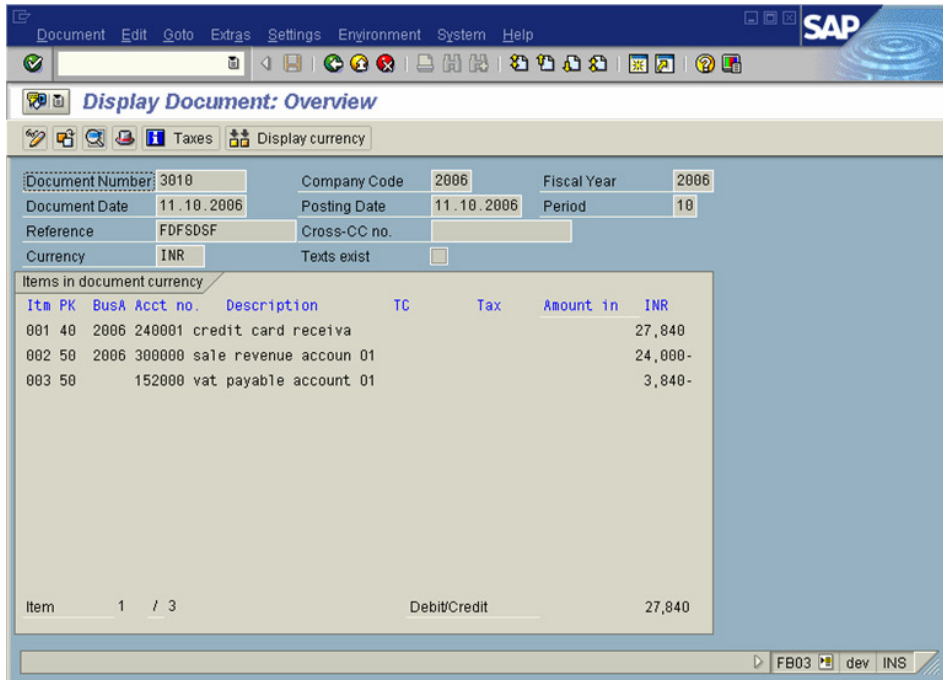 Document Edit Goto Extras Settings Environment System Help
SAP
Display Document: Overview
Taxes Display currency
Document Number 3010 Company Code 2006 Fiscal Year 2006
Document Date 11.10.2006 Posting Date 11.10.2006 Period 10
Reference FDFSDSF Cross-CC no.
Currency INR Texts exist
Items in document currency
Itm PK BusA Acct no. Description TC Tax Amount in INR
001 40 2006 240001 credit card receiva 27,840
002 50 2006 300000 sale revenue accoun 01 24,000-
003 50 152000 vat payable account 01 3,840-
Item 1 / 3 Debit/Credit 27,840
FB03 dev INS